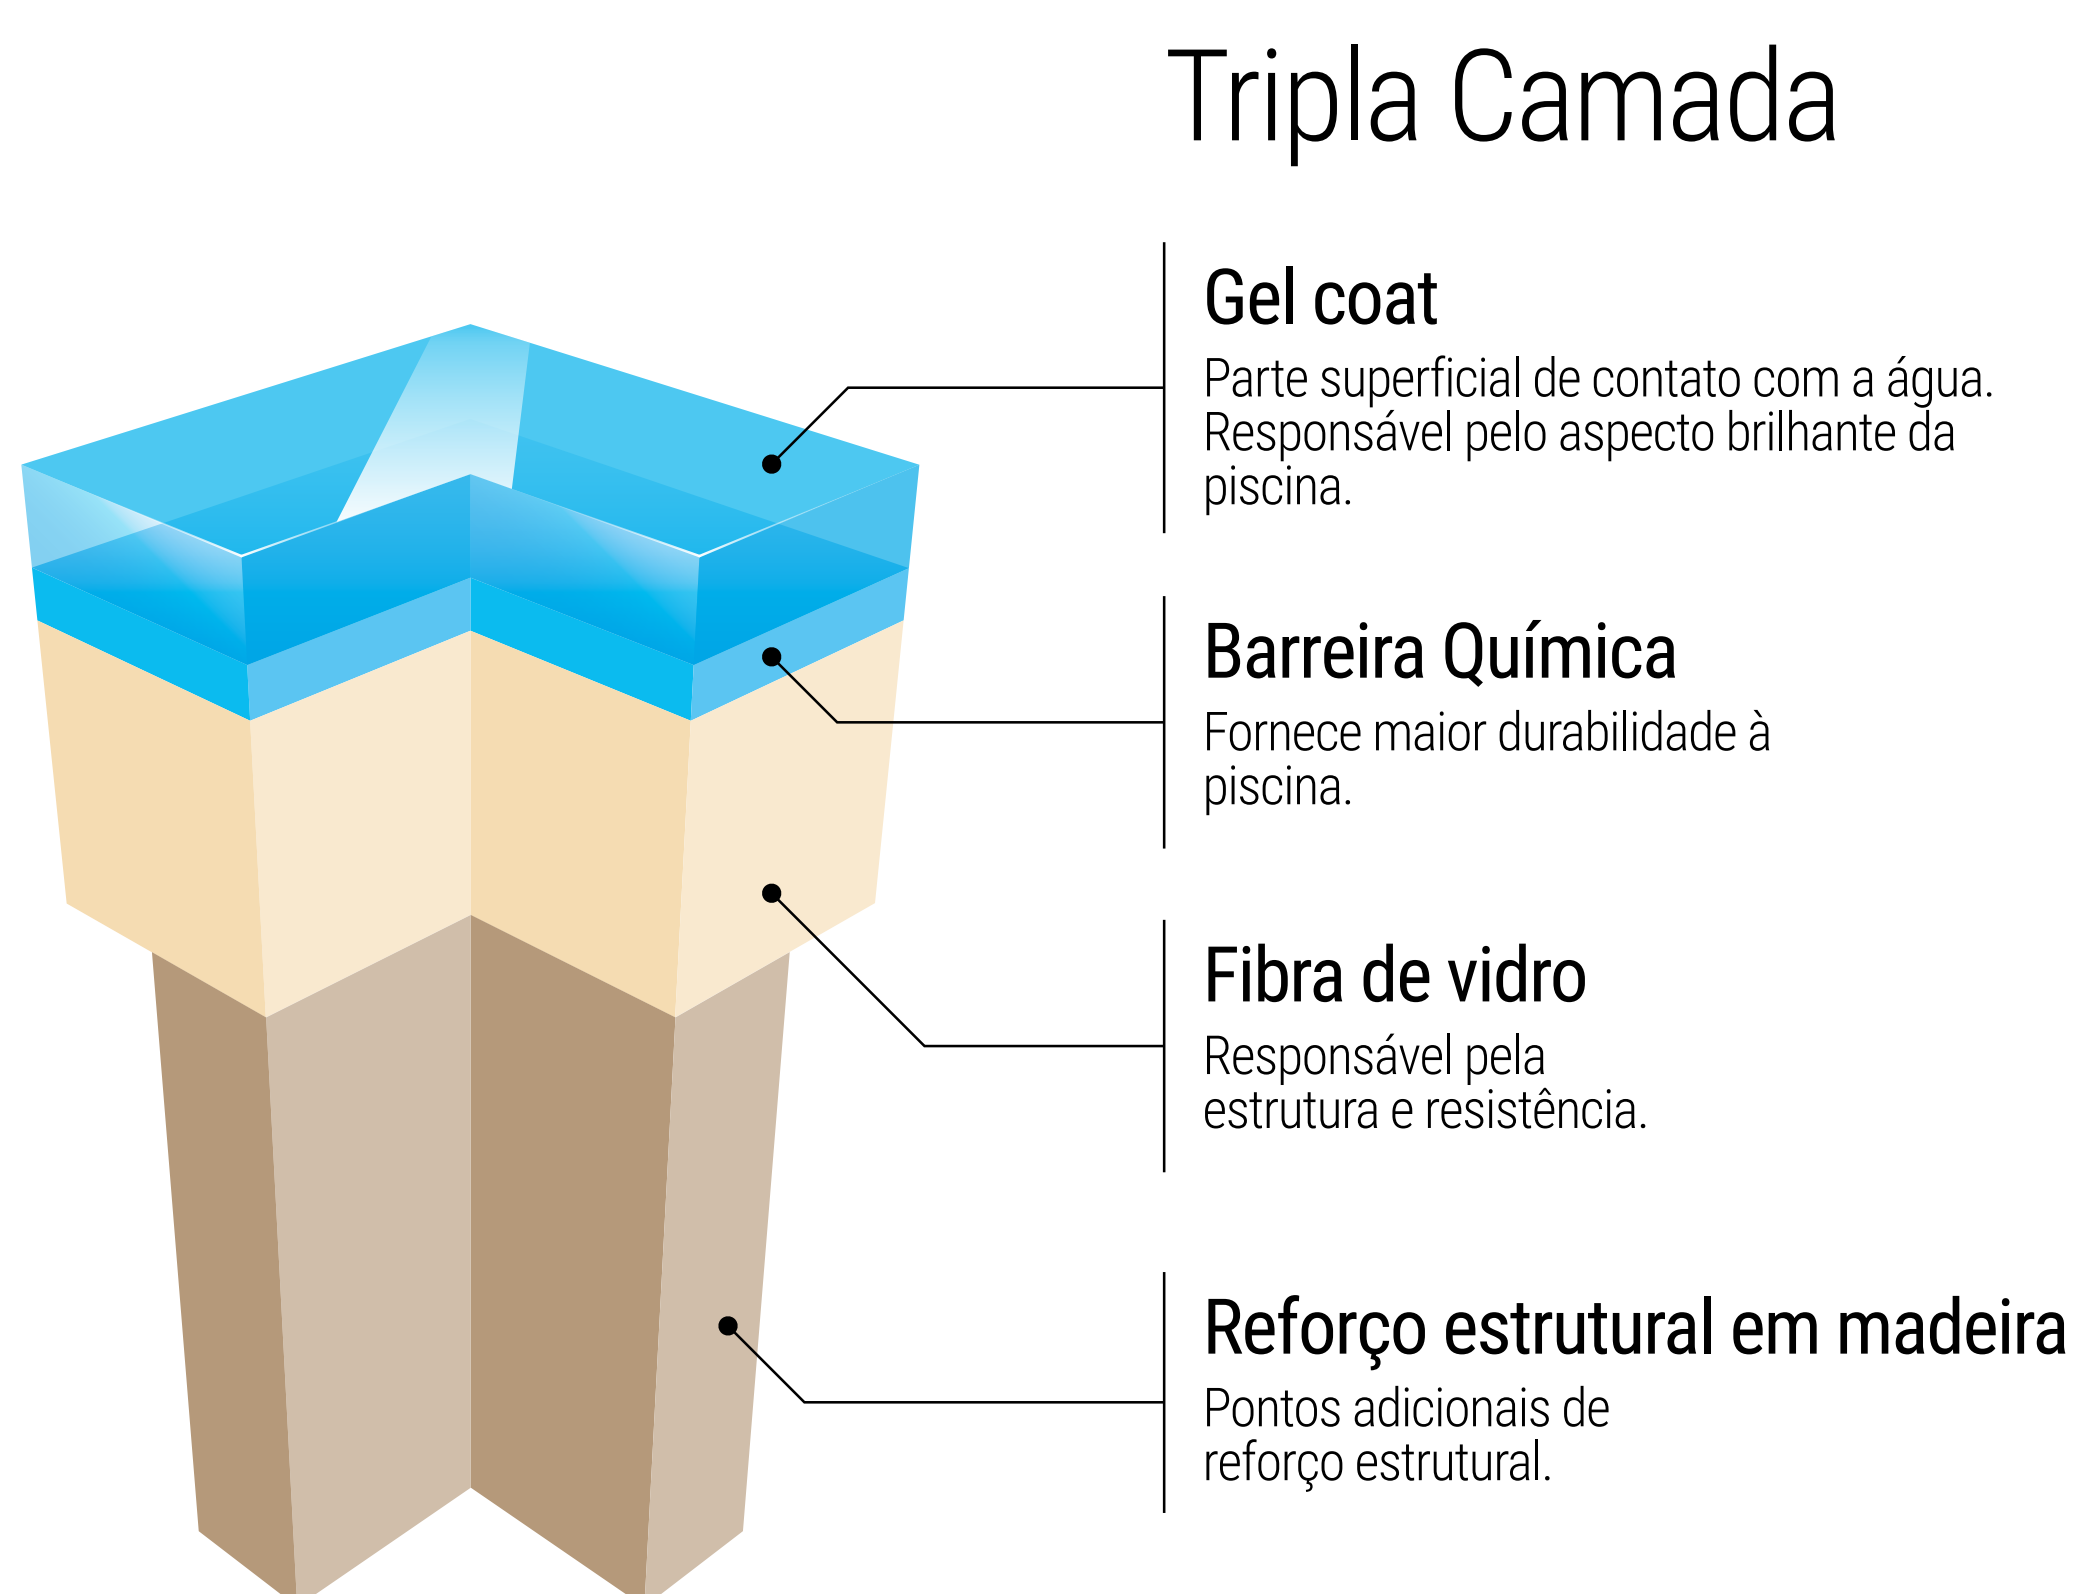 Tripla Camada
Gel coat
Parte superficial de contato com a água.
Responsável pelo aspecto brilhante da
piscina.
Barreira Química
Fornece maior durabilidade à
piscina.
Fibra de vidro
Responsável pela
estrutura e resistência.
Reforço estrutural em madeira
Pontos adicionais de
reforço estrutural.